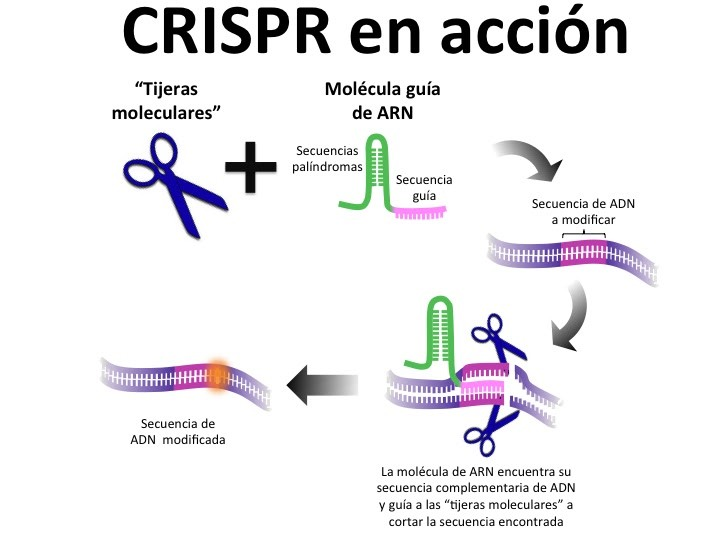 CRISPR en acción
“Tijeras
moleculares”
Molécula guía
de ARN
Secuencias
palíndromas
Secuencia
guía
Secuencia de ADN
a modificar
La molécula de ARN encuentra su
secuencia complementaria de ADN
y guía a las “tijeras moleculares” a
cortar la secuencia encontrada
Secuencia de
ADN modificada